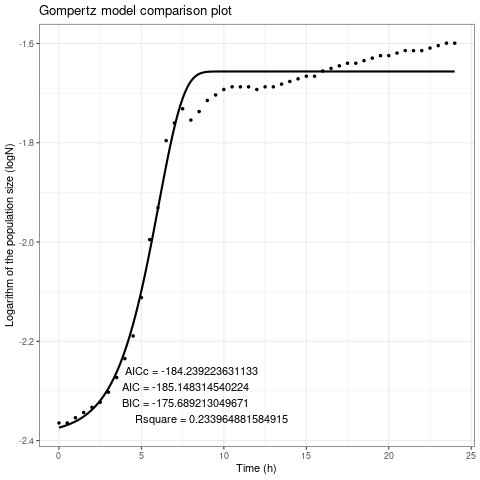 Gompertz model comparison plot
Logarithm of the population size (logN)
-1.6
-1.8
-2.0
-2.2
-2.4
AICc = -184.239223631133
AIC = -185.148314540224
BIC = -175.689213049671
Rsquare = 0.233964881584915
0 5 10 15 20 25
Time (h)